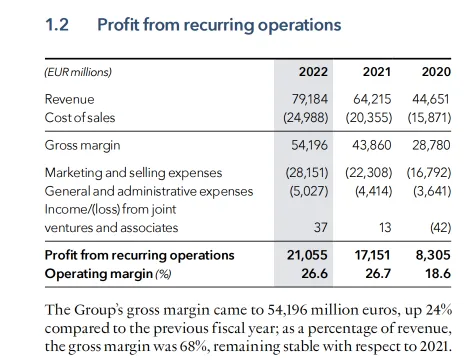 1.2 Profit from recurring operations
(EUR millions) 2022 2021 2020
Revenue 79,184 64,215 44,651
Cost of sales (24,988) (20,355) (15,871)
Gross margin 54,196 43,860 28,780
Marketing and selling expenses (28,151) (22,308) (16,792)
General and administrative expenses (5,027) (4,414) (3,641)
Income/(loss) from joint
ventures and associates 37 13 (42)
Profit from recurring operations 21,055 17,151 8,305
Operating margin (%) 26.6 26.7 18.6
The Group's gross margin came to 54,196 million euros, up 24%
compared to the previous fiscal year; as a percentage of revenue,
the gross margin was 68%, remaining stable with respect to 2021.